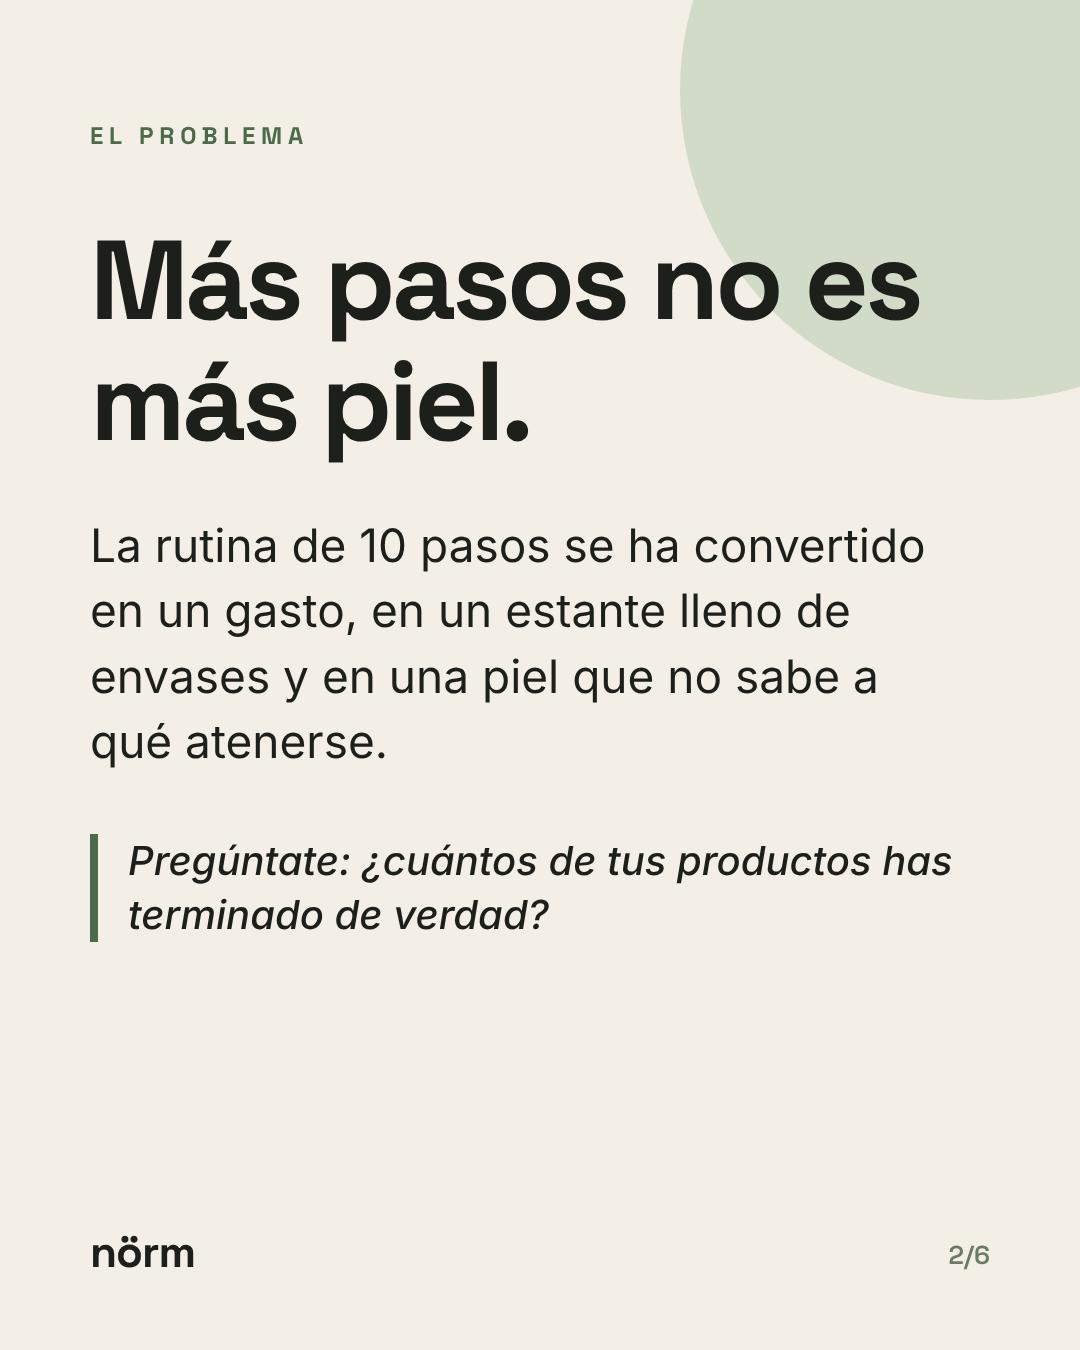 EL PROBLEMA
Más pasos no es
más piel.
La rutina de 10 pasos se ha convertido
en un gasto, en un estante lleno de
envases y en una piel que no sabe a
qué atenerse.
Pregúntate: ¿cuántos de tus productos has
terminado de verdad?
nörm
2/6